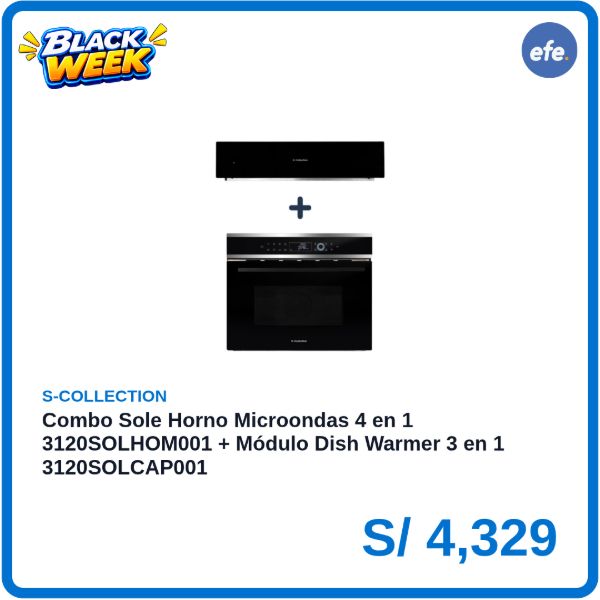 BLACK
WEEK
efe.
S-COLLECTION
Combo Sole Horno Microondas 4 en 1
3120SOLHOM001 + Módulo Dish Warmer 3 en 1
3120SOLCAP001
S/ 4,329